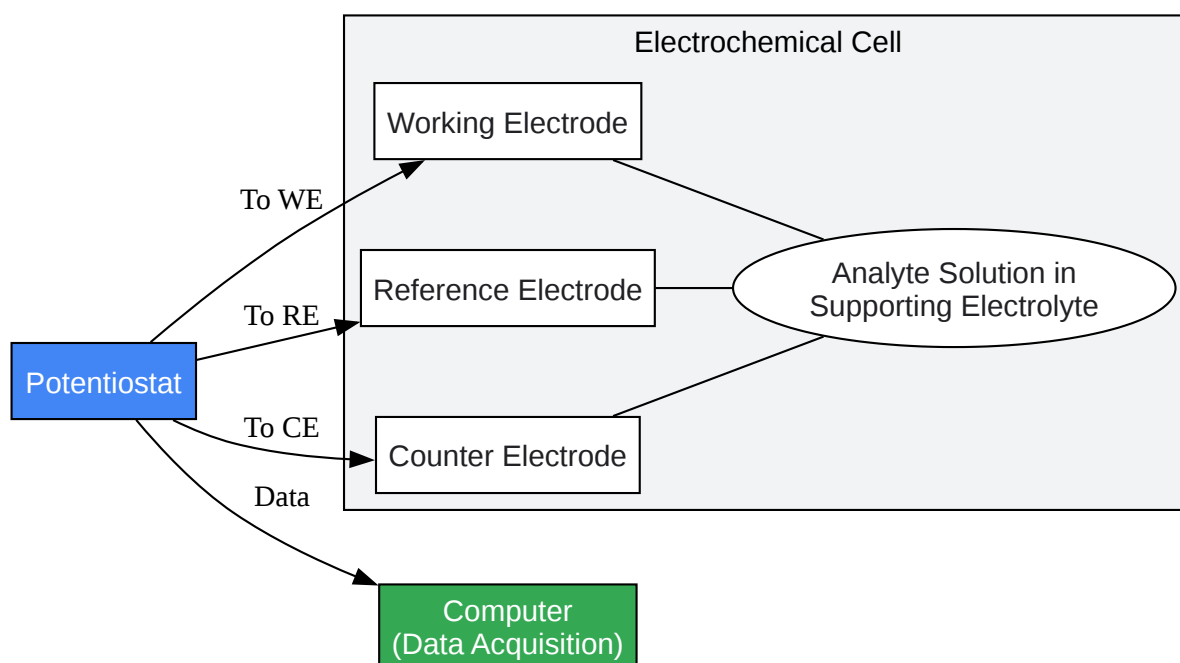 Electrochemical Cell
Working Electrode
To WE
Reference Electrode
Analyte Solution in
Supporting Electrolyte
To RE
Potentiostat
To CE
Counter Electrode
Data
Computer
(Data Acquisition)